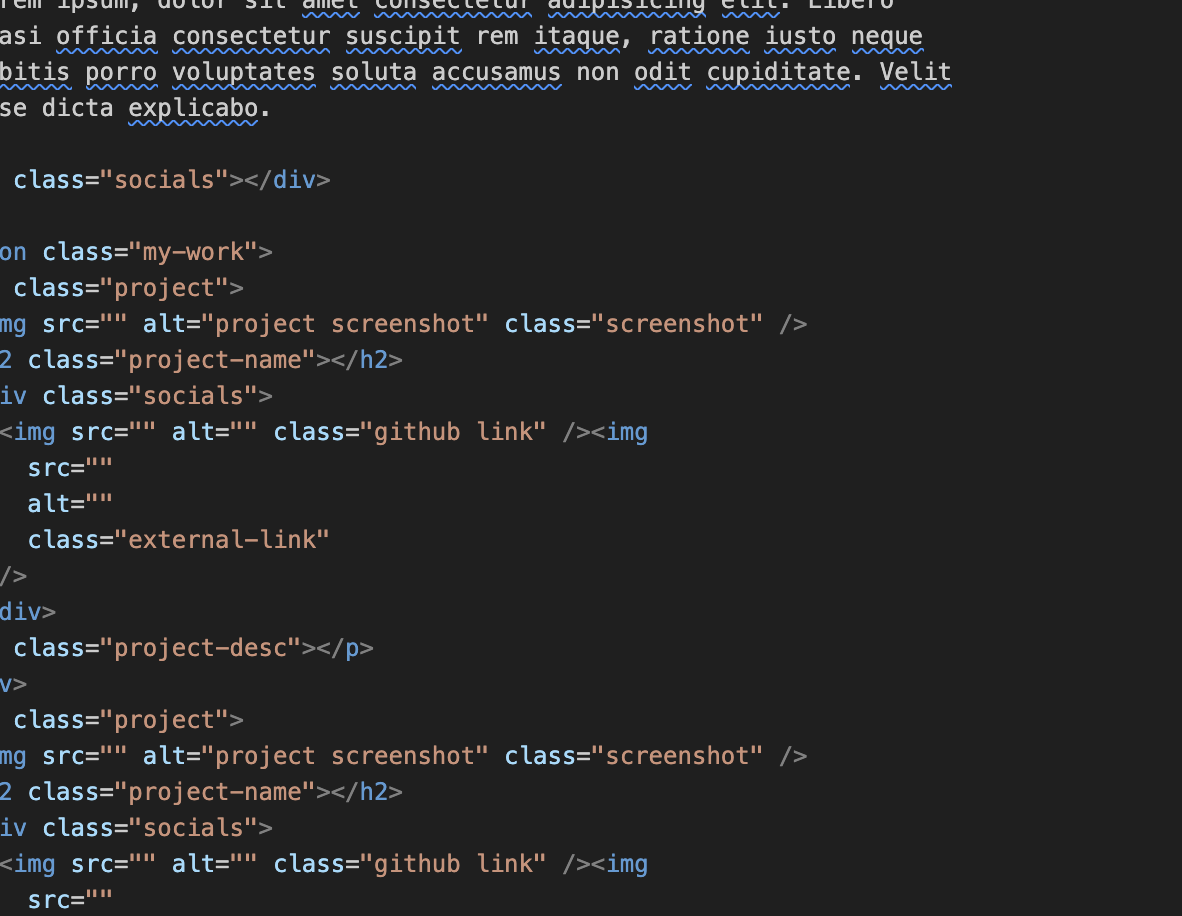 rem ipsum, dolor sit amet consectetur adipisicing elit. Libero
asi officia consectetur suscipit rem itaque, ratione iusto neque
bitis porro voluptates soluta accusamus non odit cupiditate. Velit
se dicta explicabo.
class="socials"></div>
on class="my-work">
class="project">
mg src="" alt="project screenshot" class="screenshot" />
2 class="project-name"></h2>
iv class="socials">
<img src="" alt="" class="github link" /><img
src=""
alt=""
class="external-link"
/>
div>
class="project-desc"></p>
v>
class="project">
mg src="" alt="project screenshot" class="screenshot" />
2 class="project-name"></h2>
iv class="socials">
<img src="" alt="" class="github link" /><img
src=""